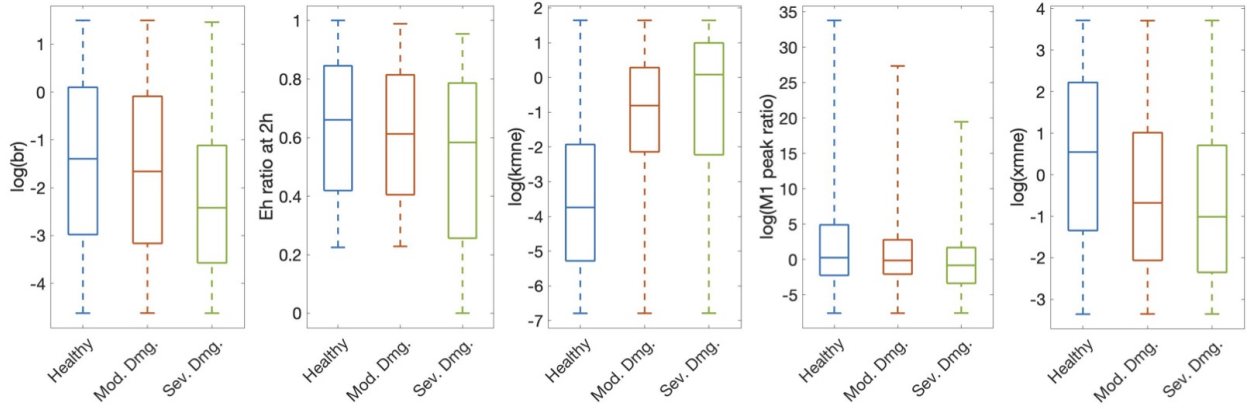 log(br)
1
0
-1
-2
-3
-4
Healthy
Mod. Dmg.
Sev. Dmg.
Eh ratio at 2h
1
0.8
0.6
0.4
0.2
0
Healthy
Mod. Dmg.
Sev. Dmg.
log(kmne)
2
1
0
-1
-2
-3
-4
-5
-6
-7
Healthy
Mod. Dmg.
Sev. Dmg.
log(M1 peak ratio)
35
30
25
20
15
10
5
0
-5
Healthy
Mod. Dmg.
Sev. Dmg.
log(xmne)
4
3
2
1
0
-1
-2
-3
Healthy
Mod. Dmg.
Sev. Dmg.